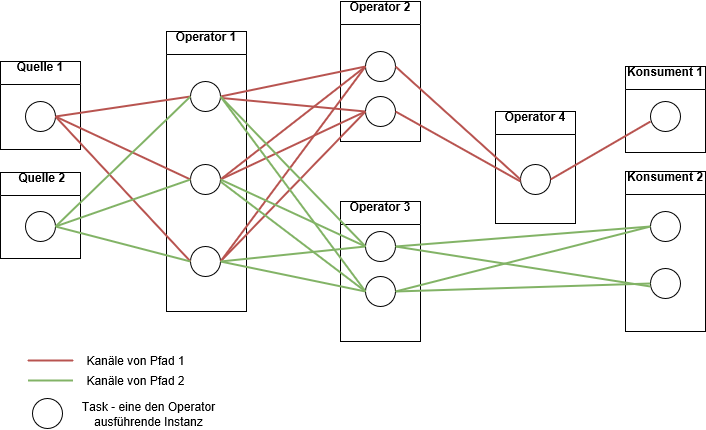 Quelle 1
Quelle 2
Operator 1
Operator 2
Operator 3
Operator 4
Konsument 1
Konsument 2
Kanäle von Pfad 1
Kanäle von Pfad 2
Task - eine den Operator
ausführende Instanz